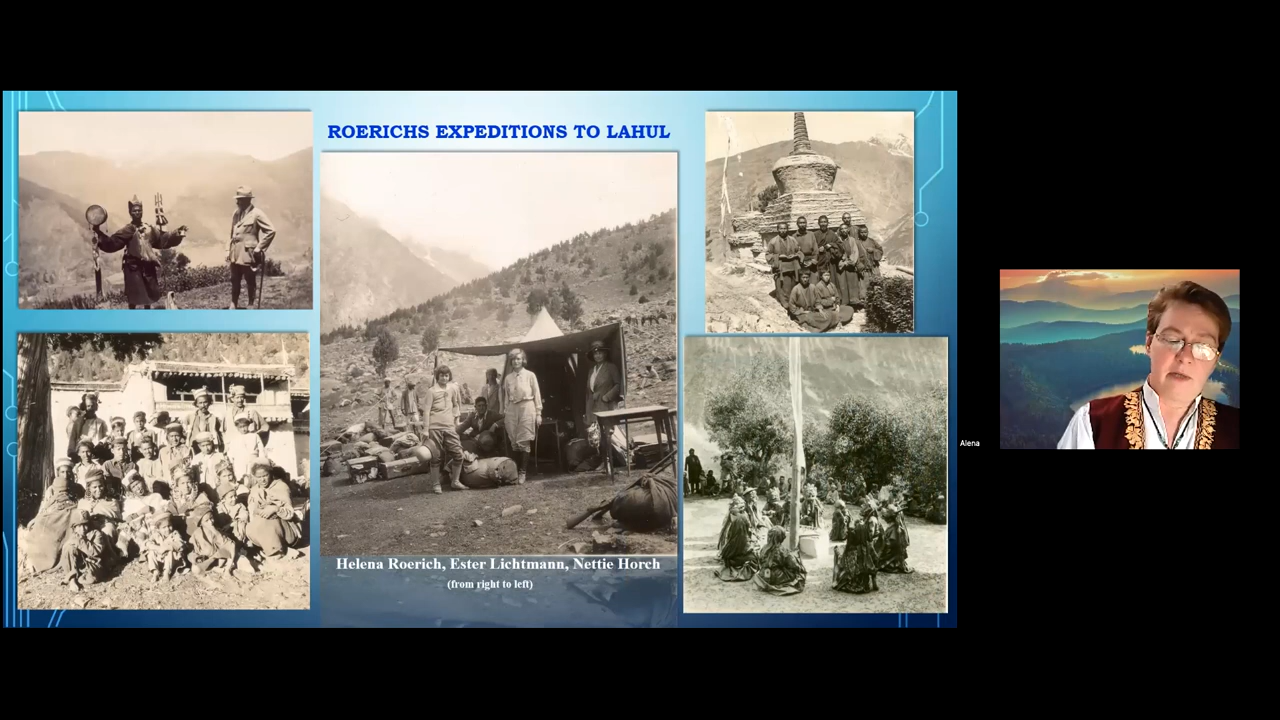 ROERICHS EXPEDITIONS TO LAHUL
Helena Roerich, Ester Lichtmann, Nettie Horch
(from right to left)
Alena